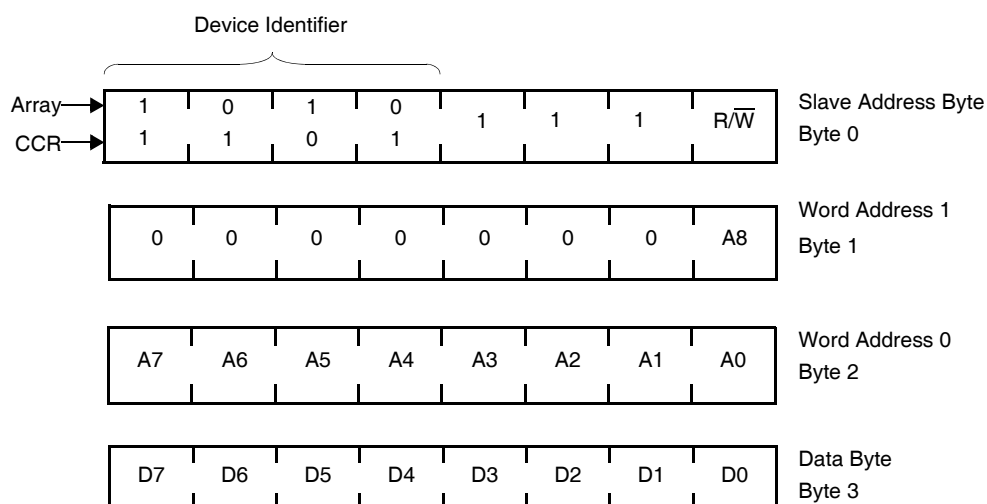 Device Identifier
Array 1 0 1 0 1 1 1 R/W̅ Slave Address Byte
CCR 1 1 0 1 Byte 0
0 0 0 0 0 0 0 A8 Word Address 1
Byte 1
A7 A6 A5 A4 A3 A2 A1 A0 Word Address 0
Byte 2
D7 D6 D5 D4 D3 D2 D1 D0 Data Byte
Byte 3